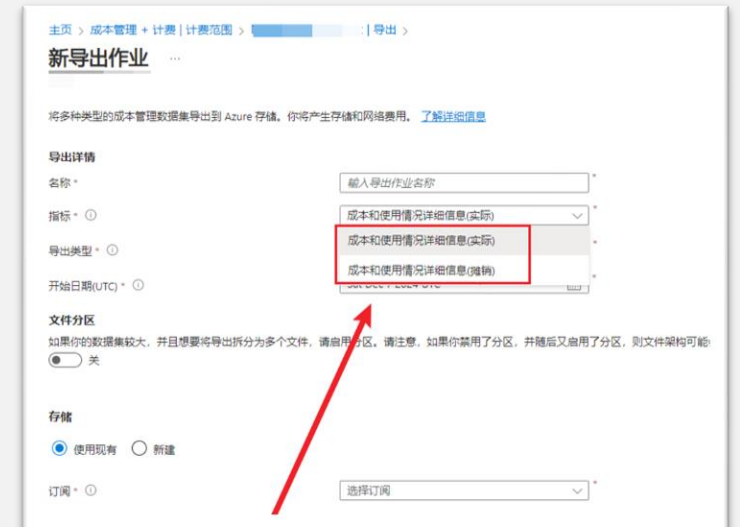 主页 > 成本管理 + 计费 | 计费范围 > | 导出 >
新导出作业 ...
将多种类型的成本管理数据集导出到 Azure 存储。你将产生存储和网络费用。 了解详细信息
导出详情
名称 * 输入导出作业名称 *
指标 * 成本和使用情况详细信息(实际) *
成本和使用情况详细信息(实际)
导出类型 * *
成本和使用情况详细信息(摊销)
开始日期(UTC) * *
文件分区
如果你的数据集较大，并且想要将导出拆分为多个文件，请启用分区。请注意，如果你禁用了分区，并随后又启用了分区，则文件架构可能
关
存储
使用现有 新建
订阅 * 选择订阅 *